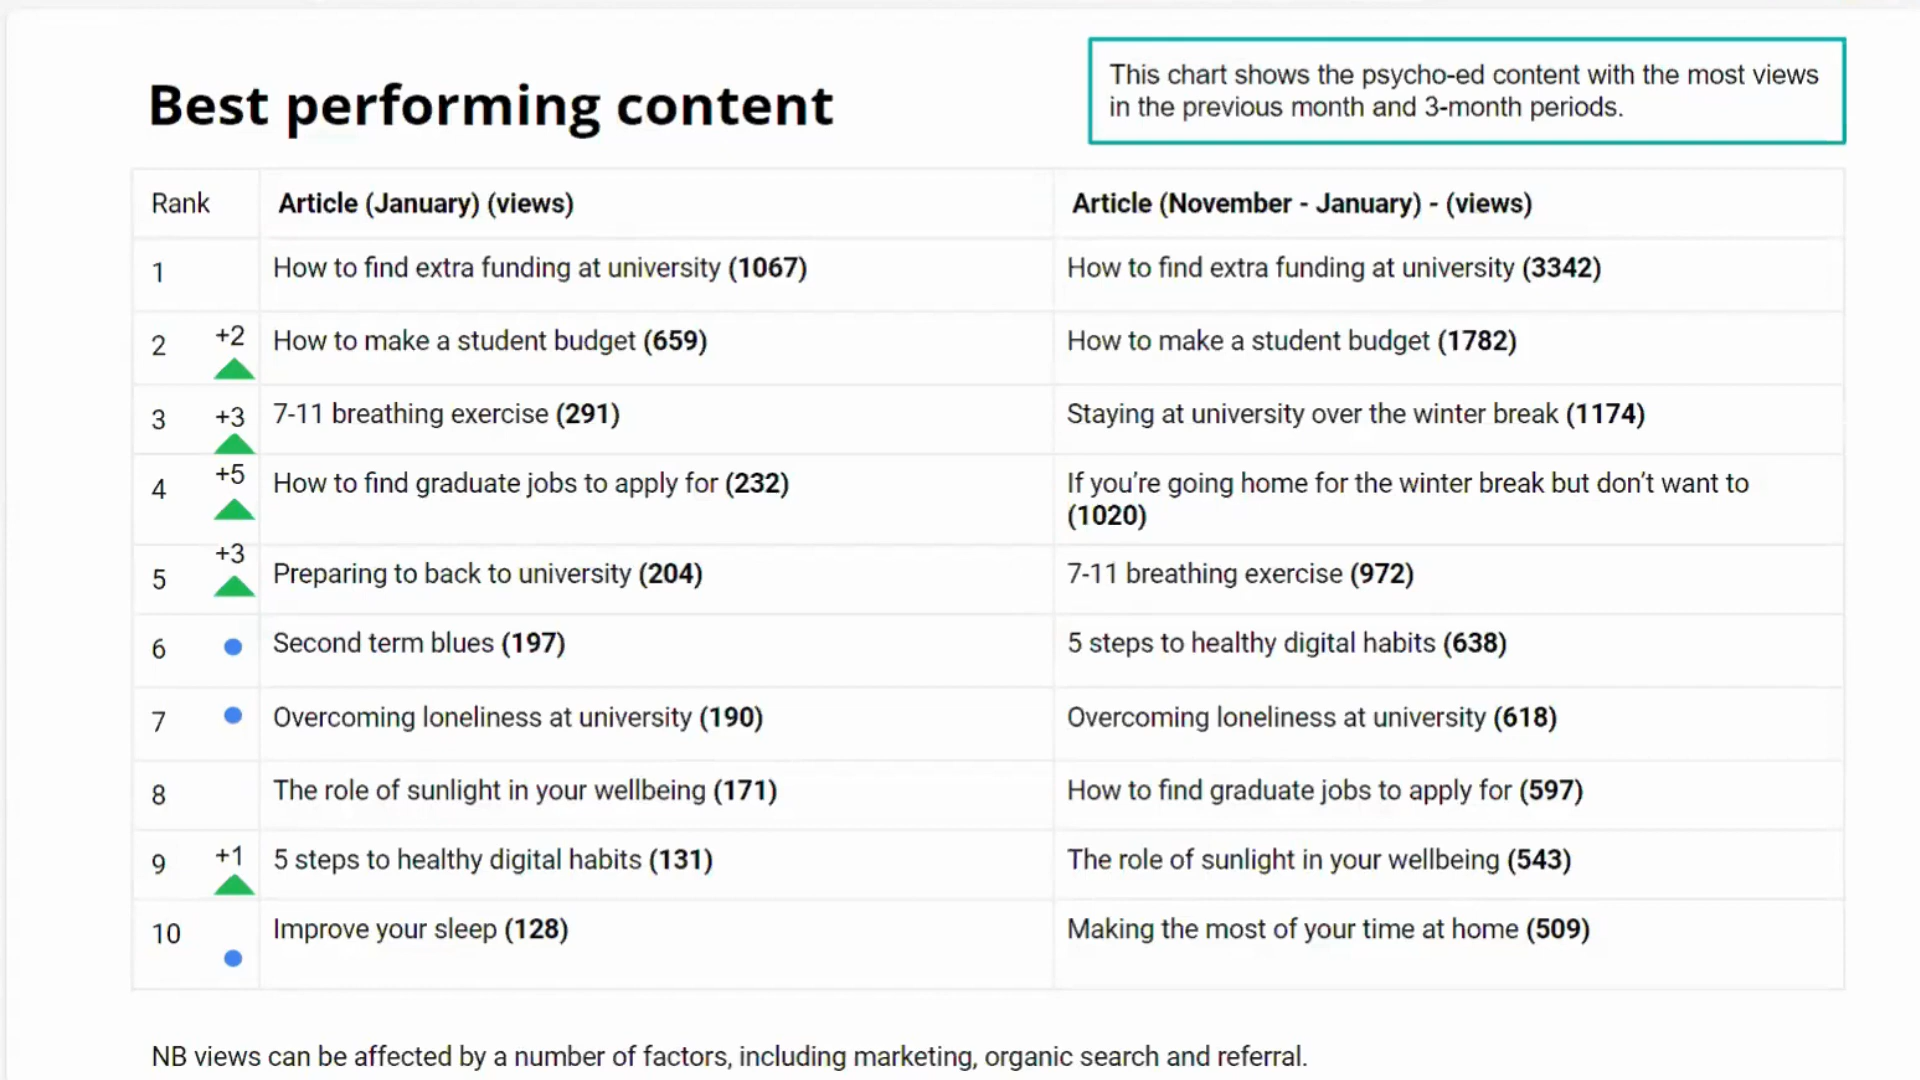 Best performing content
This chart shows the psycho-ed content with the most views
in the previous month and 3-month periods.
Rank Article (January) (views) Article (November - January) - (views)
1 How to find extra funding at university (1067) How to find extra funding at university (3342)
2 +2 How to make a student budget (659) How to make a student budget (1782)
3 +3 7-11 breathing exercise (291) Staying at university over the winter break (1174)
4 +5 How to find graduate jobs to apply for (232) If you're going home for the winter break but don't want to
(1020)
5 +3 Preparing to back to university (204) 7-11 breathing exercise (972)
6 Second term blues (197) 5 steps to healthy digital habits (638)
7 Overcoming loneliness at university (190) Overcoming loneliness at university (618)
8 The role of sunlight in your wellbeing (171) How to find graduate jobs to apply for (597)
9 +1 5 steps to healthy digital habits (131) The role of sunlight in your wellbeing (543)
10 Improve your sleep (128) Making the most of your time at home (509)
NB views can be affected by a number of factors, including marketing, organic search and referral.